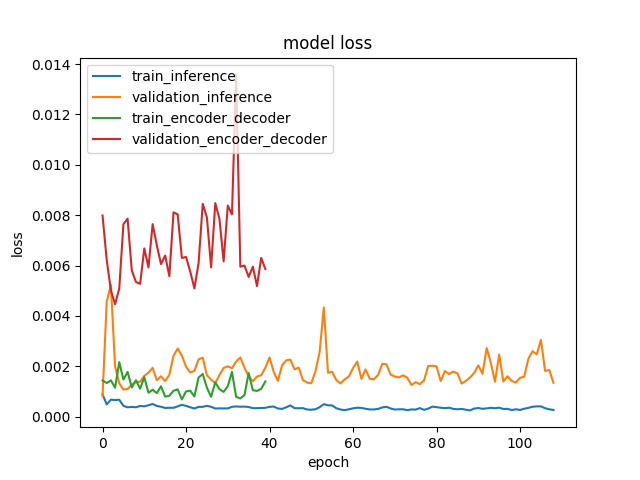 model loss
train_inference
validation_inference
train_encoder_decoder
validation_encoder_decoder
0.014
0.012
0.010
0.008
0.006
0.004
0.002
0.000
loss
0 20 40 60 80 100
epoch